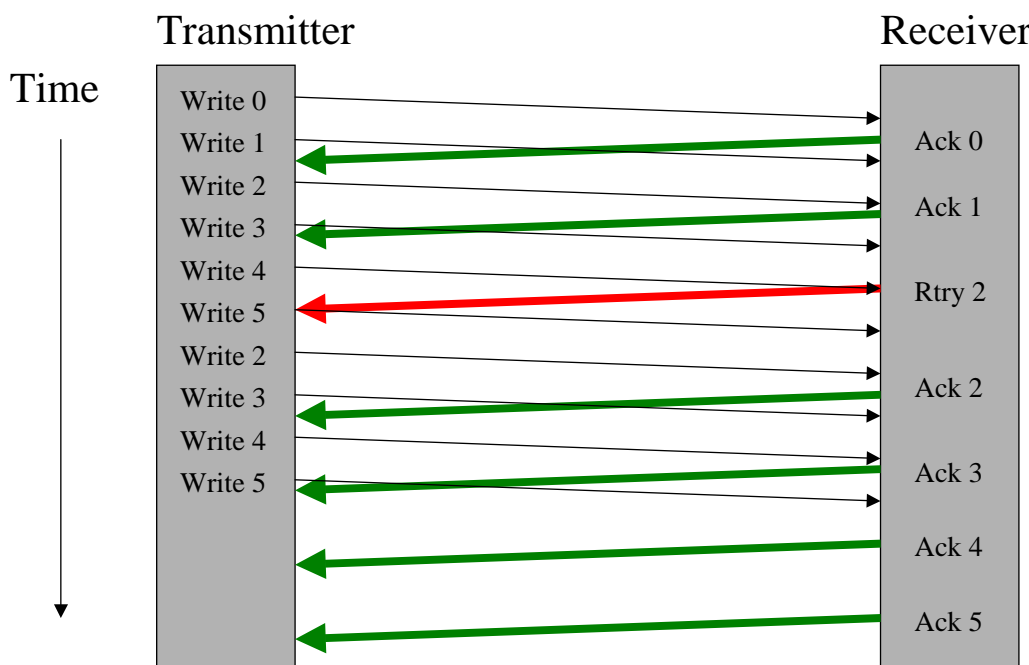 Transmitter
Receiver
Time
Write 0
Write 1
Write 2
Write 3
Write 4
Write 5
Write 2
Write 3
Write 4
Write 5
Ack 0
Ack 1
Rtry 2
Ack 2
Ack 3
Ack 4
Ack 5